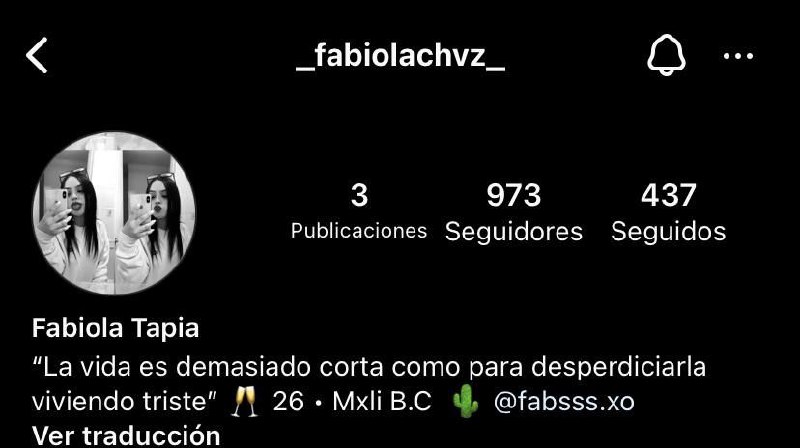 _fabiolachvz_
3 973 437
Publicaciones Seguidores Seguidos
Fabiola Tapia
“La vida es demasiado corta como para desperdiciarla
viviendo triste” 🥂 26 • Mxli B.C 🌵 @fabsss.xo
Ver traducción